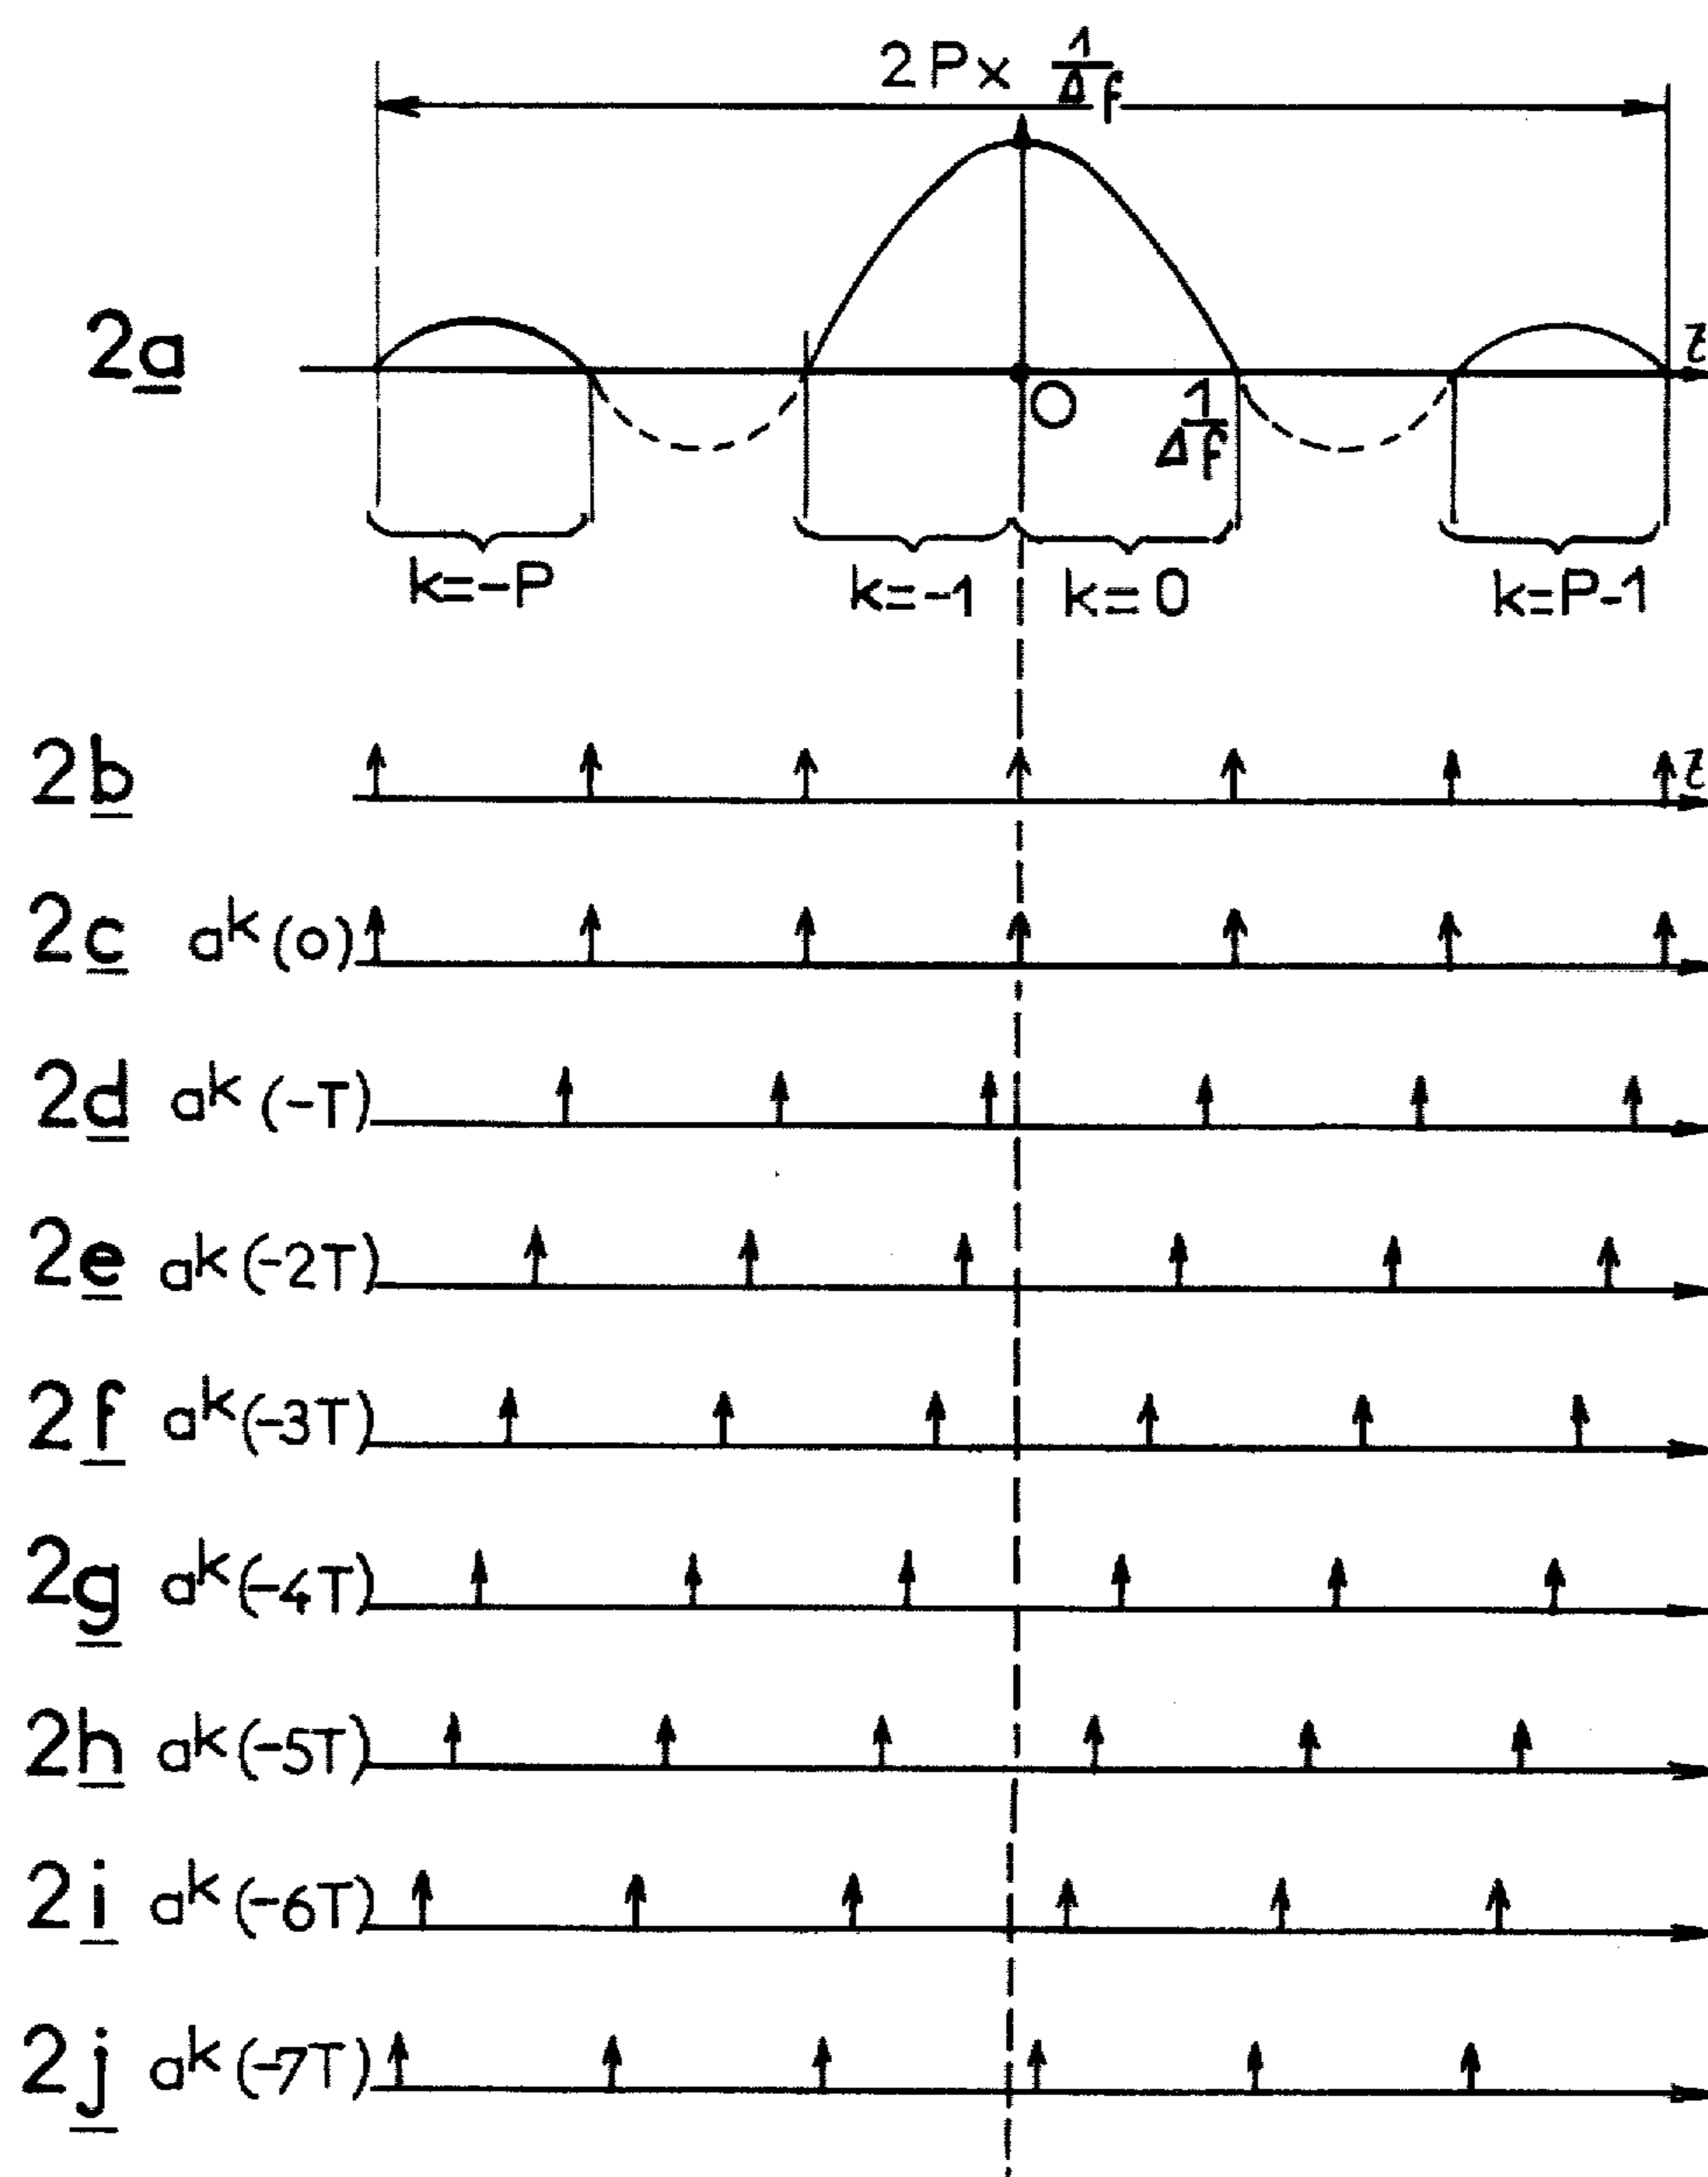 2P× 1/Δf
2a
τ
O
1/Δf
k=-P k=-1 k=0 k=P-1
2b τ
2c a^k (o)
2d a^k (-T)
2e a^k (-2T)
2f a^k (-3T)
2g a^k (-4T)
2h a^k (-5T)
2i a^k (-6T)
2j a^k (-7T)